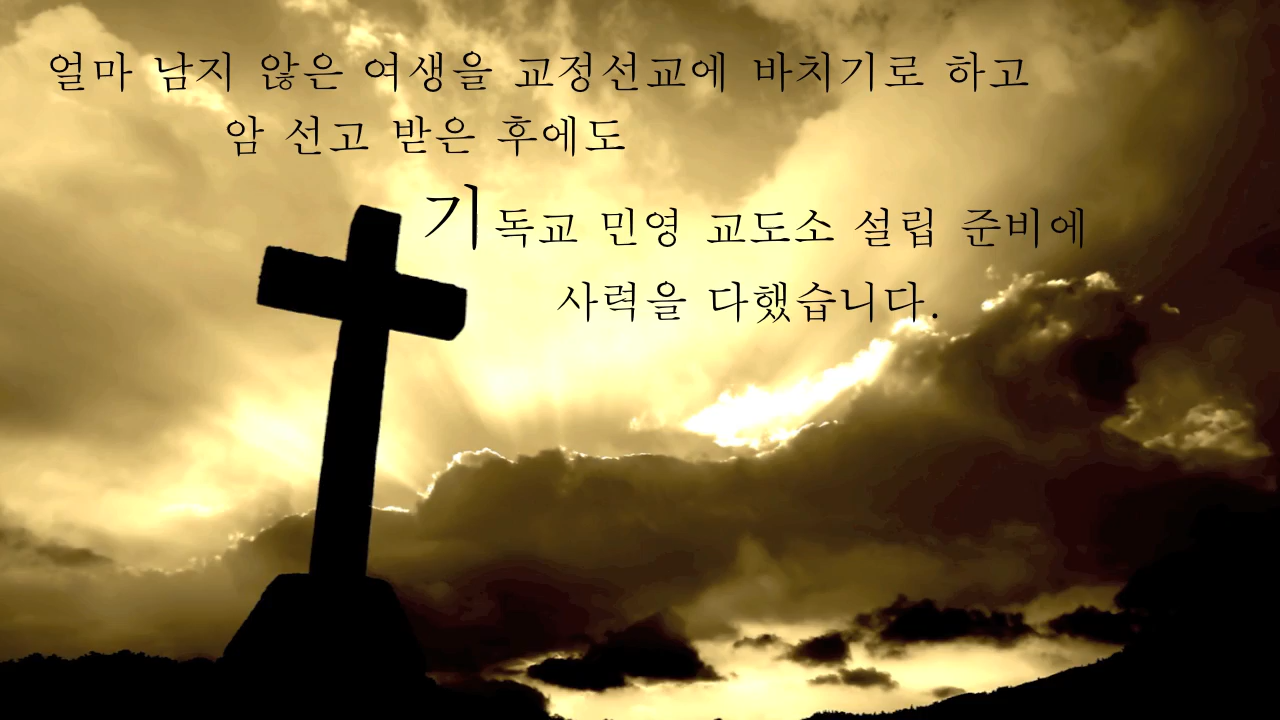 얼마 남지 않은 여생을 교정선교에 바치기로 하고
암 선고 받은 후에도
기독교 민영 교도소 설립 준비에
사력을 다했습니다.